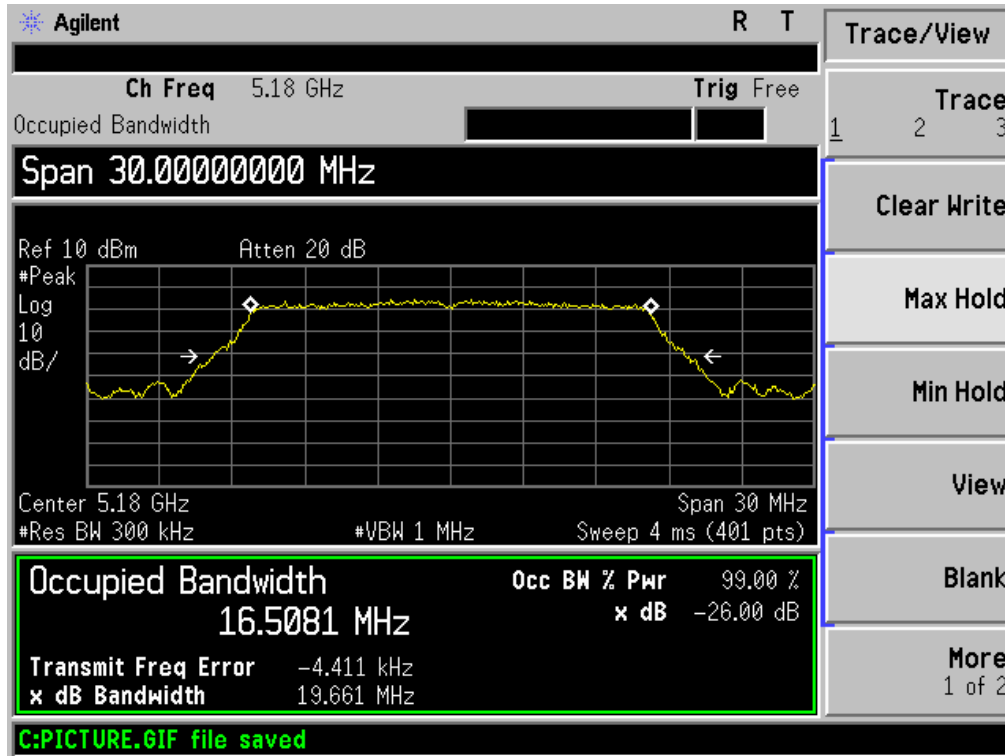 Agilent R T
Ch Freq 5.18 GHz Trig Free
Occupied Bandwidth
Span 30.00000000 MHz
Ref 10 dBm Atten 20 dB
#Peak
Log
10
dB/
Center 5.18 GHz Span 30 MHz
#Res BW 300 kHz #VBW 1 MHz Sweep 4 ms (401 pts)
Occupied Bandwidth Occ BW % Pwr 99.00 %
16.5081 MHz x dB -26.00 dB
Transmit Freq Error -4.411 kHz
x dB Bandwidth 19.661 MHz
C:PICTURE.GIF file saved
Trace/View
Trace
1 2 3
Clear Write
Max Hold
Min Hold
View
Blank
More
1 of 2